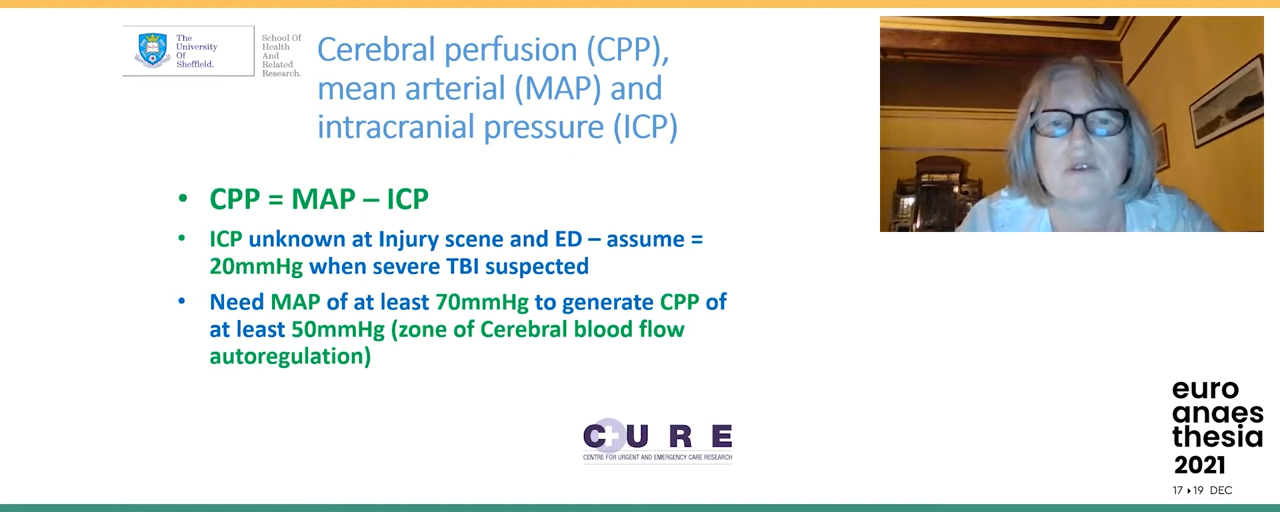 The
University
Of
Sheffield.
School Of
Health
And
Related
Research.
Cerebral perfusion (CPP),
mean arterial (MAP) and
intracranial pressure (ICP)
• CPP = MAP – ICP
• ICP unknown at Injury scene and ED – assume =
20mmHg when severe TBI suspected
• Need MAP of at least 70mmHg to generate CPP of
at least 50mmHg (zone of Cerebral blood flow
autoregulation)
CURE
CENTRE FOR URGENT AND EMERGENCY CARE RESEARCH
euro
anaes
thesia
2021
17 ▸ 19 DEC